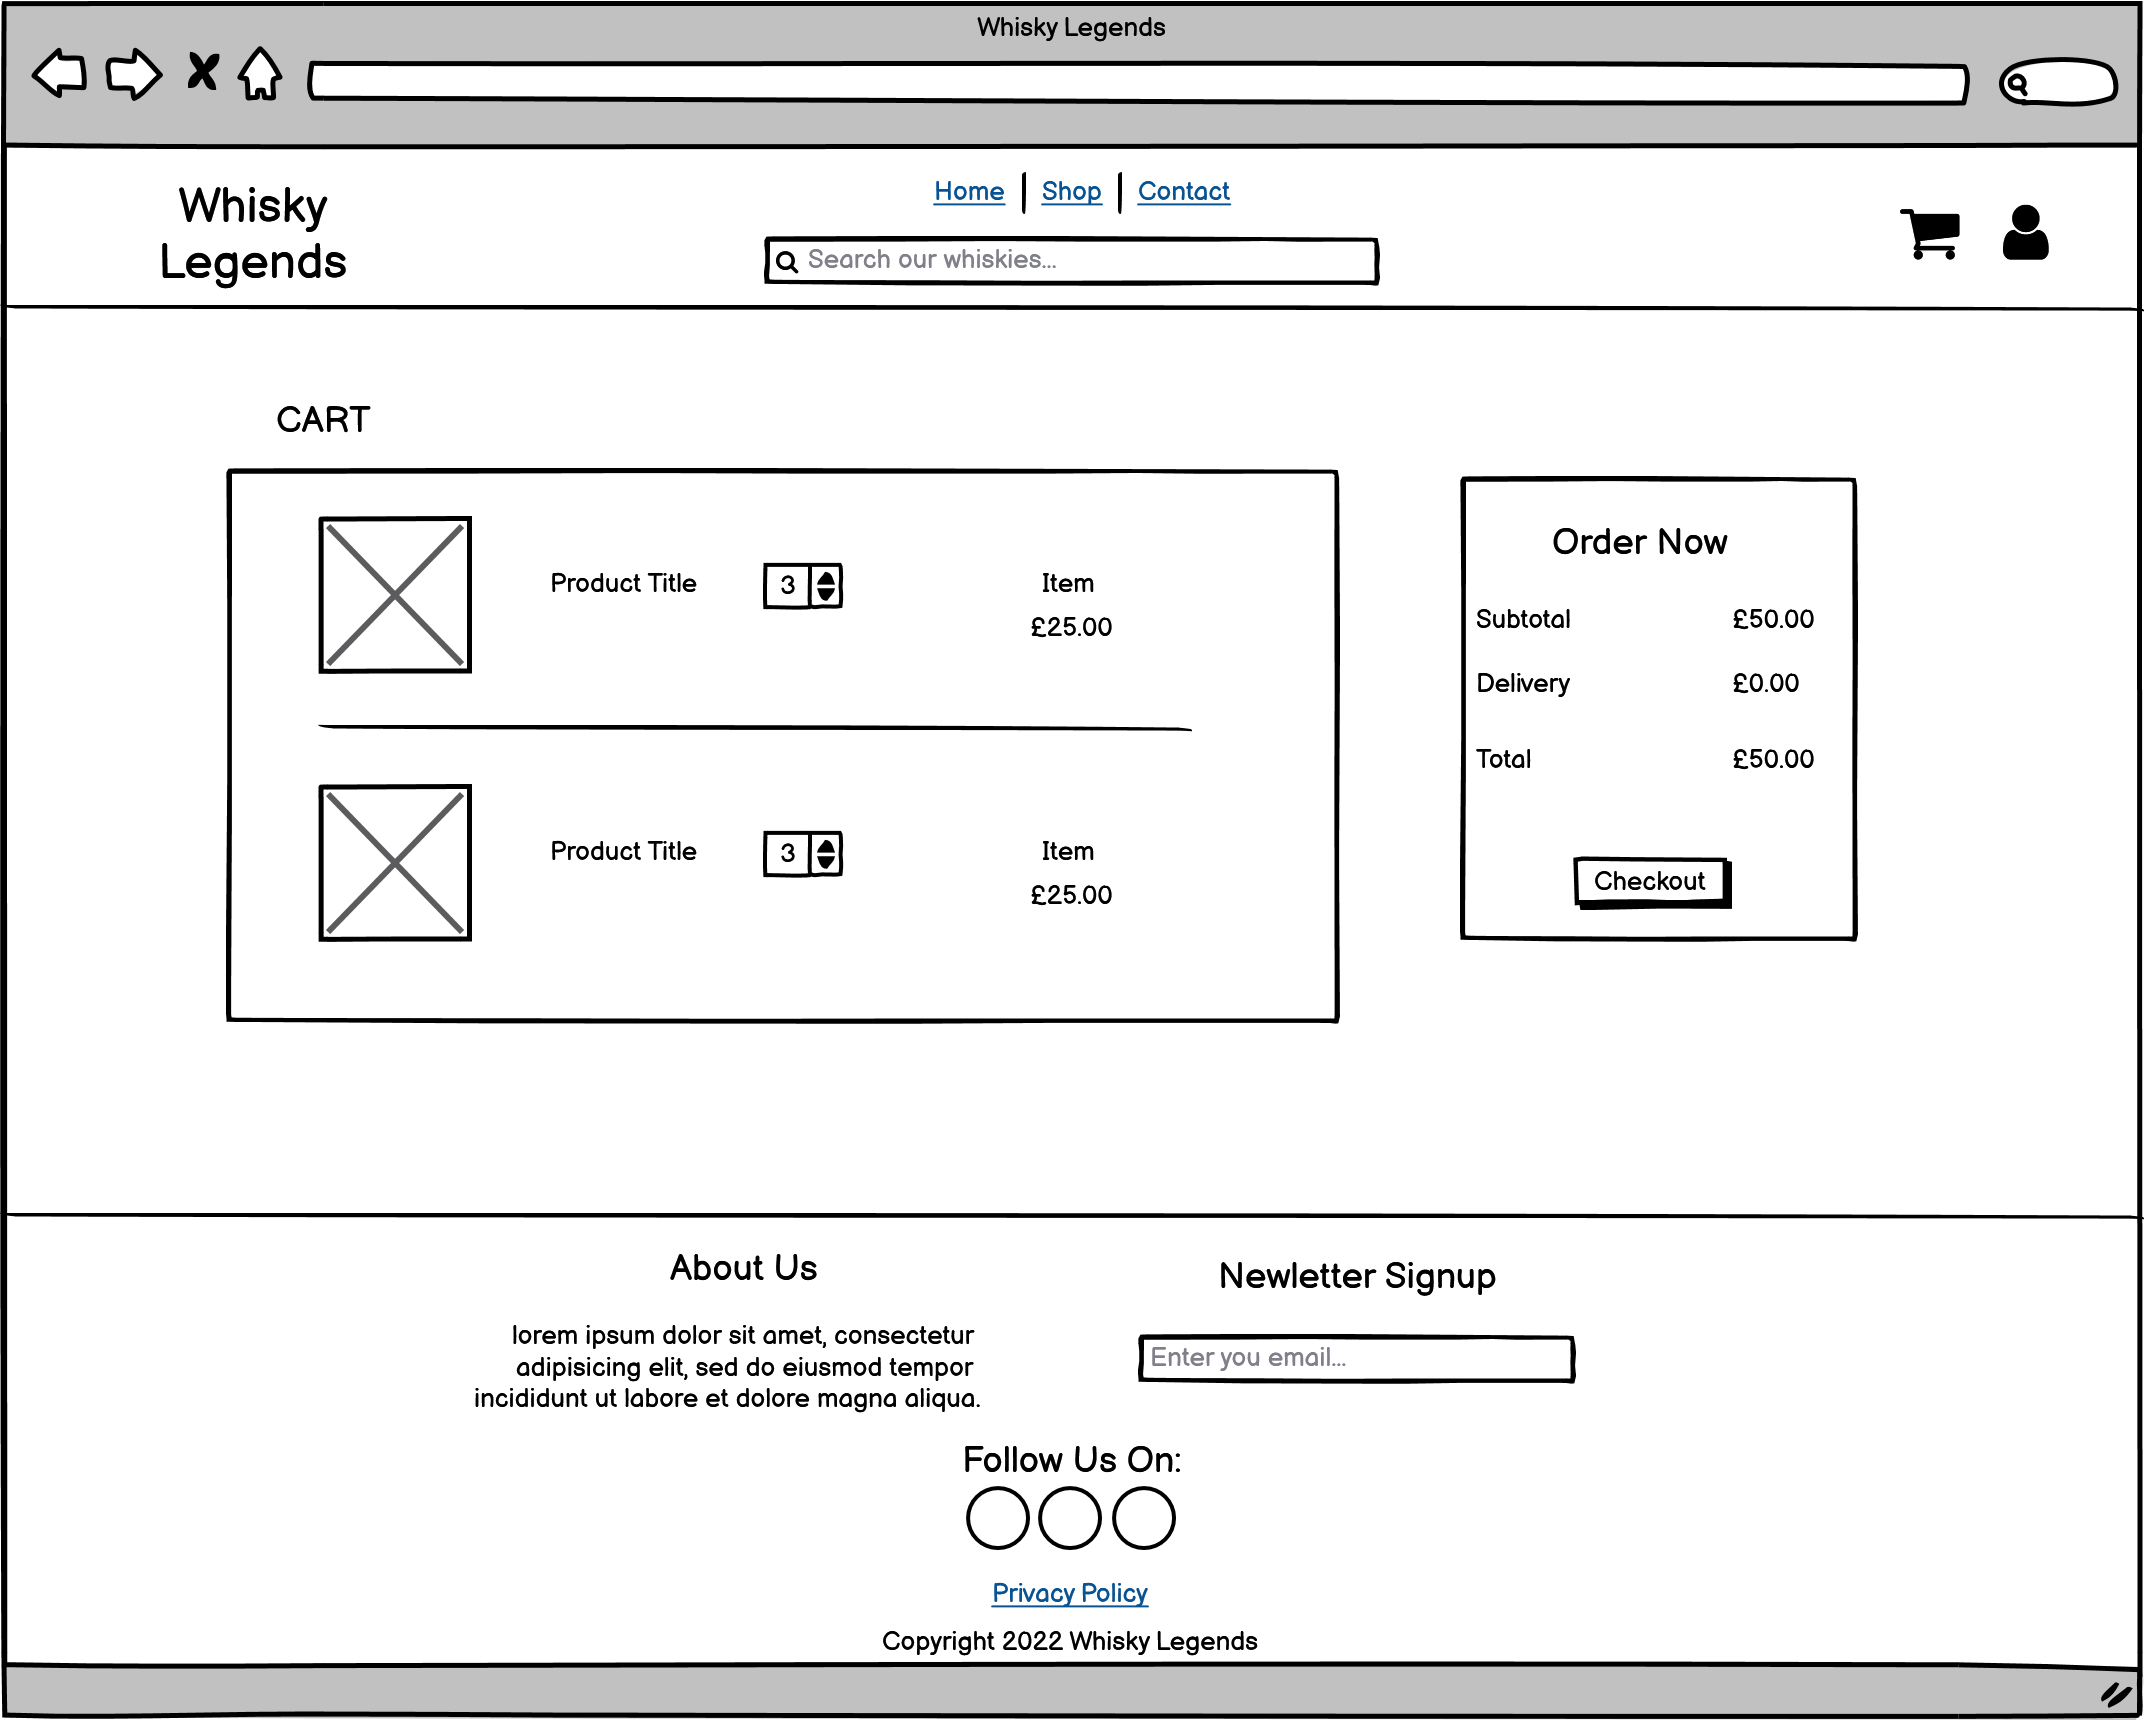 Whisky Legends
Whisky
Legends
Home
Shop
Contact
Search our whiskies...
CART
Product Title
3
Item
£25.00
Product Title
3
Item
£25.00
Order Now
Subtotal £50.00
Delivery £0.00
Total £50.00
Checkout
About Us
lorem ipsum dolor sit amet, consectetur
adipisicing elit, sed do eiusmod tempor
incididunt ut labore et dolore magna aliqua.
Newletter Signup
Enter you email...
Follow Us On:
Privacy Policy
Copyright 2022 Whisky Legends